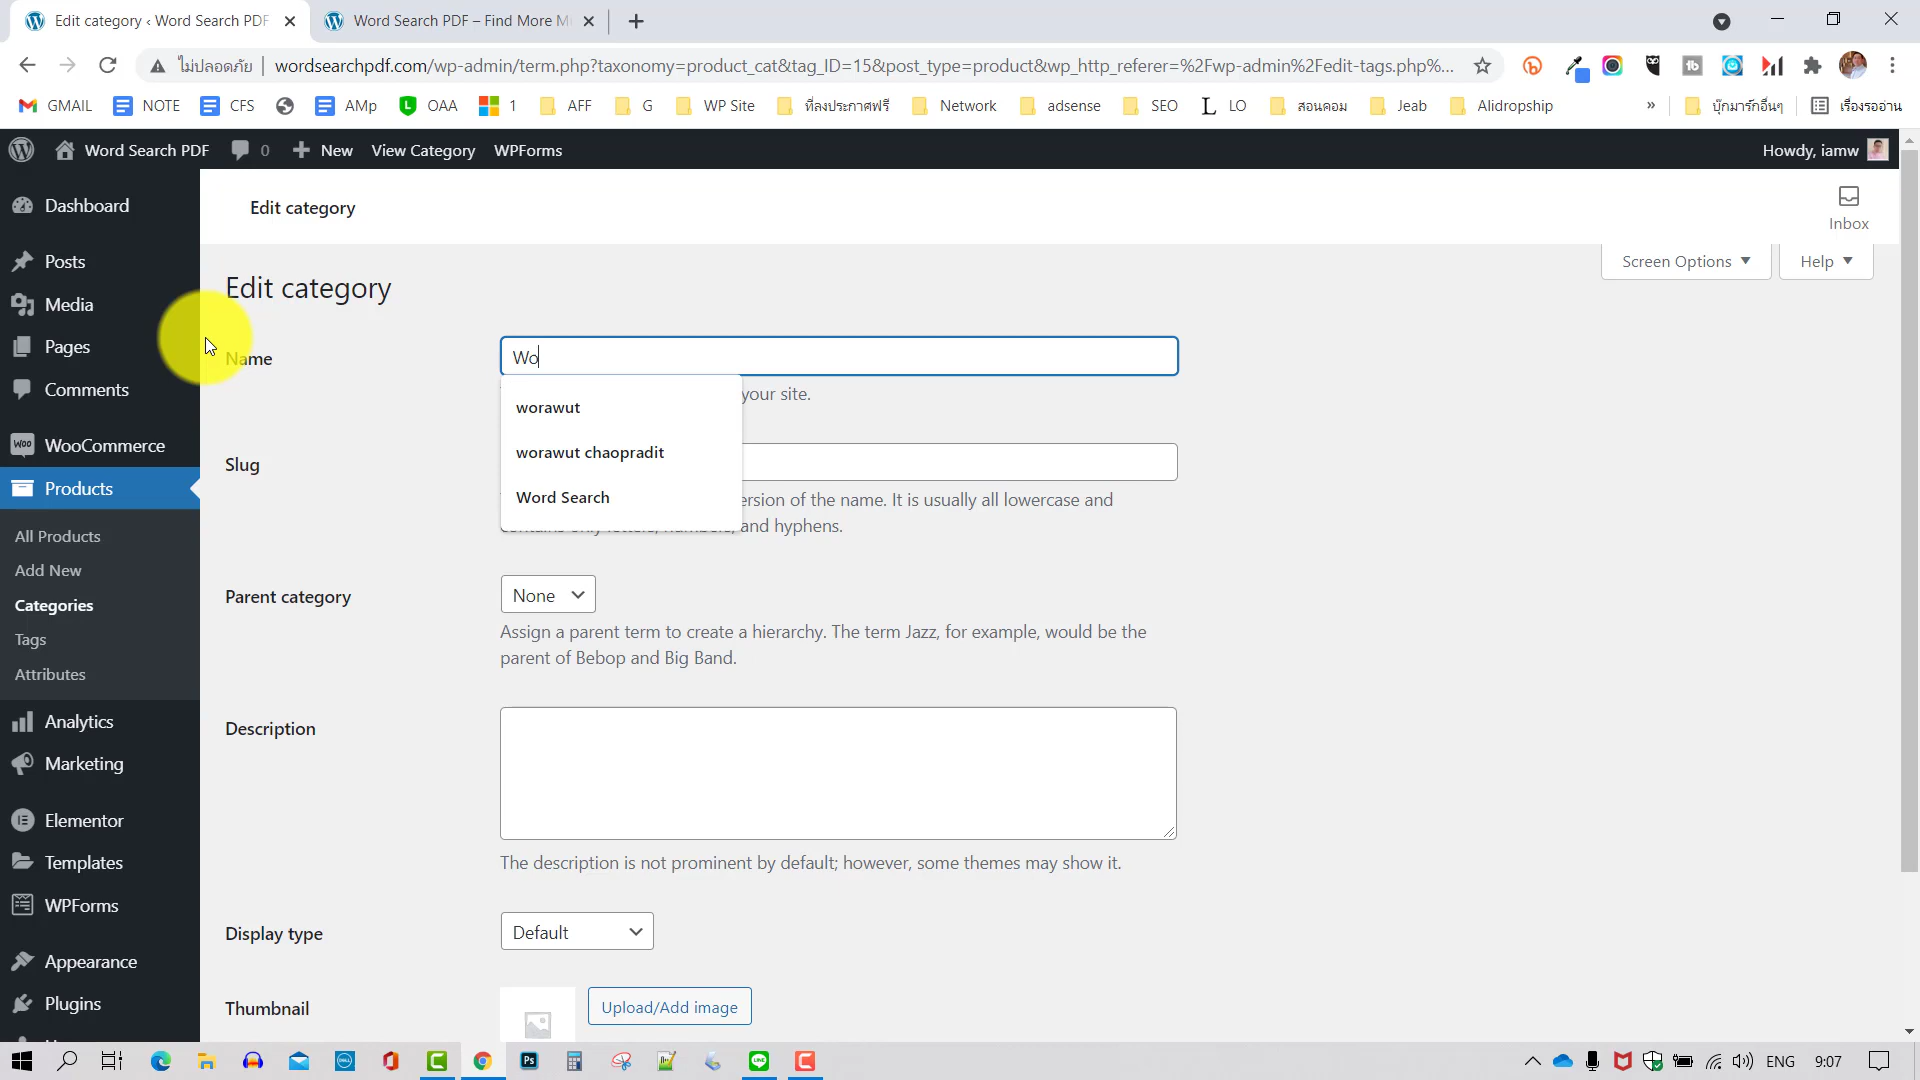 Edit category ‹ Word Search PDF
Word Search PDF – Find More M
ไม่ปลอดภัย
wordsearchpdf.com/wp-admin/term.php?taxonomy=product_cat&tag_ID=15&post_type=product&wp_http_referer=%2Fwp-admin%2Fedit-tags.php%...
GMAIL
NOTE
CFS
AMp
OAA
1
AFF
G
WP Site
ที่ลงประกาศฟรี
Network
adsense
SEO
LO
สอนคอม
Jeab
Alidropship
»
บุ๊กมาร์กอื่นๆ
เรื่องรออ่าน
Word Search PDF
0
New
View Category
WPForms
Howdy, iamw
Dashboard
Posts
Media
Pages
Comments
WooCommerce
Products
All Products
Add New
Categories
Tags
Attributes
Analytics
Marketing
Elementor
Templates
WPForms
Appearance
Plugins
Edit category
Inbox
Screen Options
Help
Edit category
Name
Wo
your site.
worawut
worawut chaopradit
Word Search
Slug
ersion of the name. It is usually all lowercase and
and hyphens.
Parent category
None
Assign a parent term to create a hierarchy. The term Jazz, for example, would be the
parent of Bebop and Big Band.
Description
The description is not prominent by default; however, some themes may show it.
Display type
Default
Thumbnail
Upload/Add image
ENG
9:07